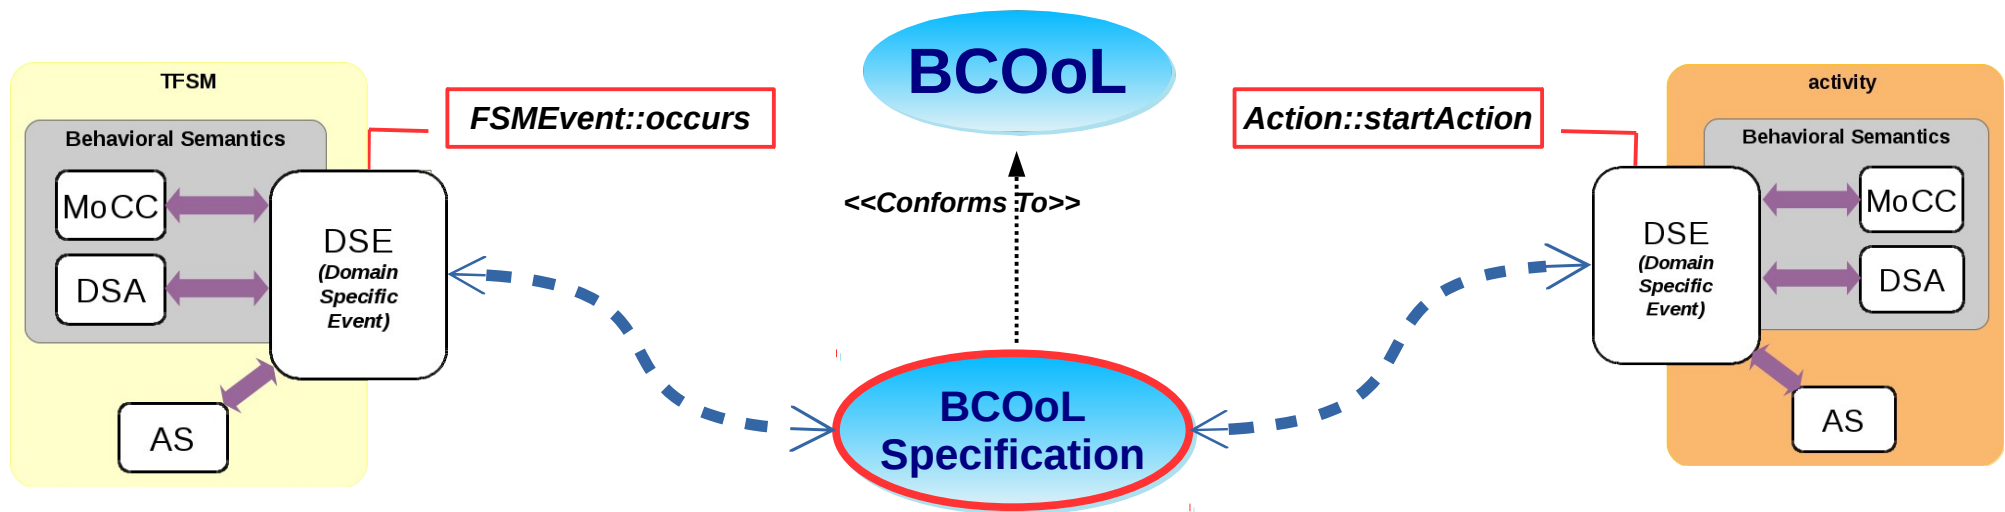 TFSM
Behavioral Semantics
MoCC
DSA
DSE
(Domain
Specific
Event)
AS
FSMEvent::occurs
BCOoL
<<Conforms To>>
BCOoL
Specification
Action::startAction
activity
Behavioral Semantics
DSE
(Domain
Specific
Event)
MoCC
DSA
AS